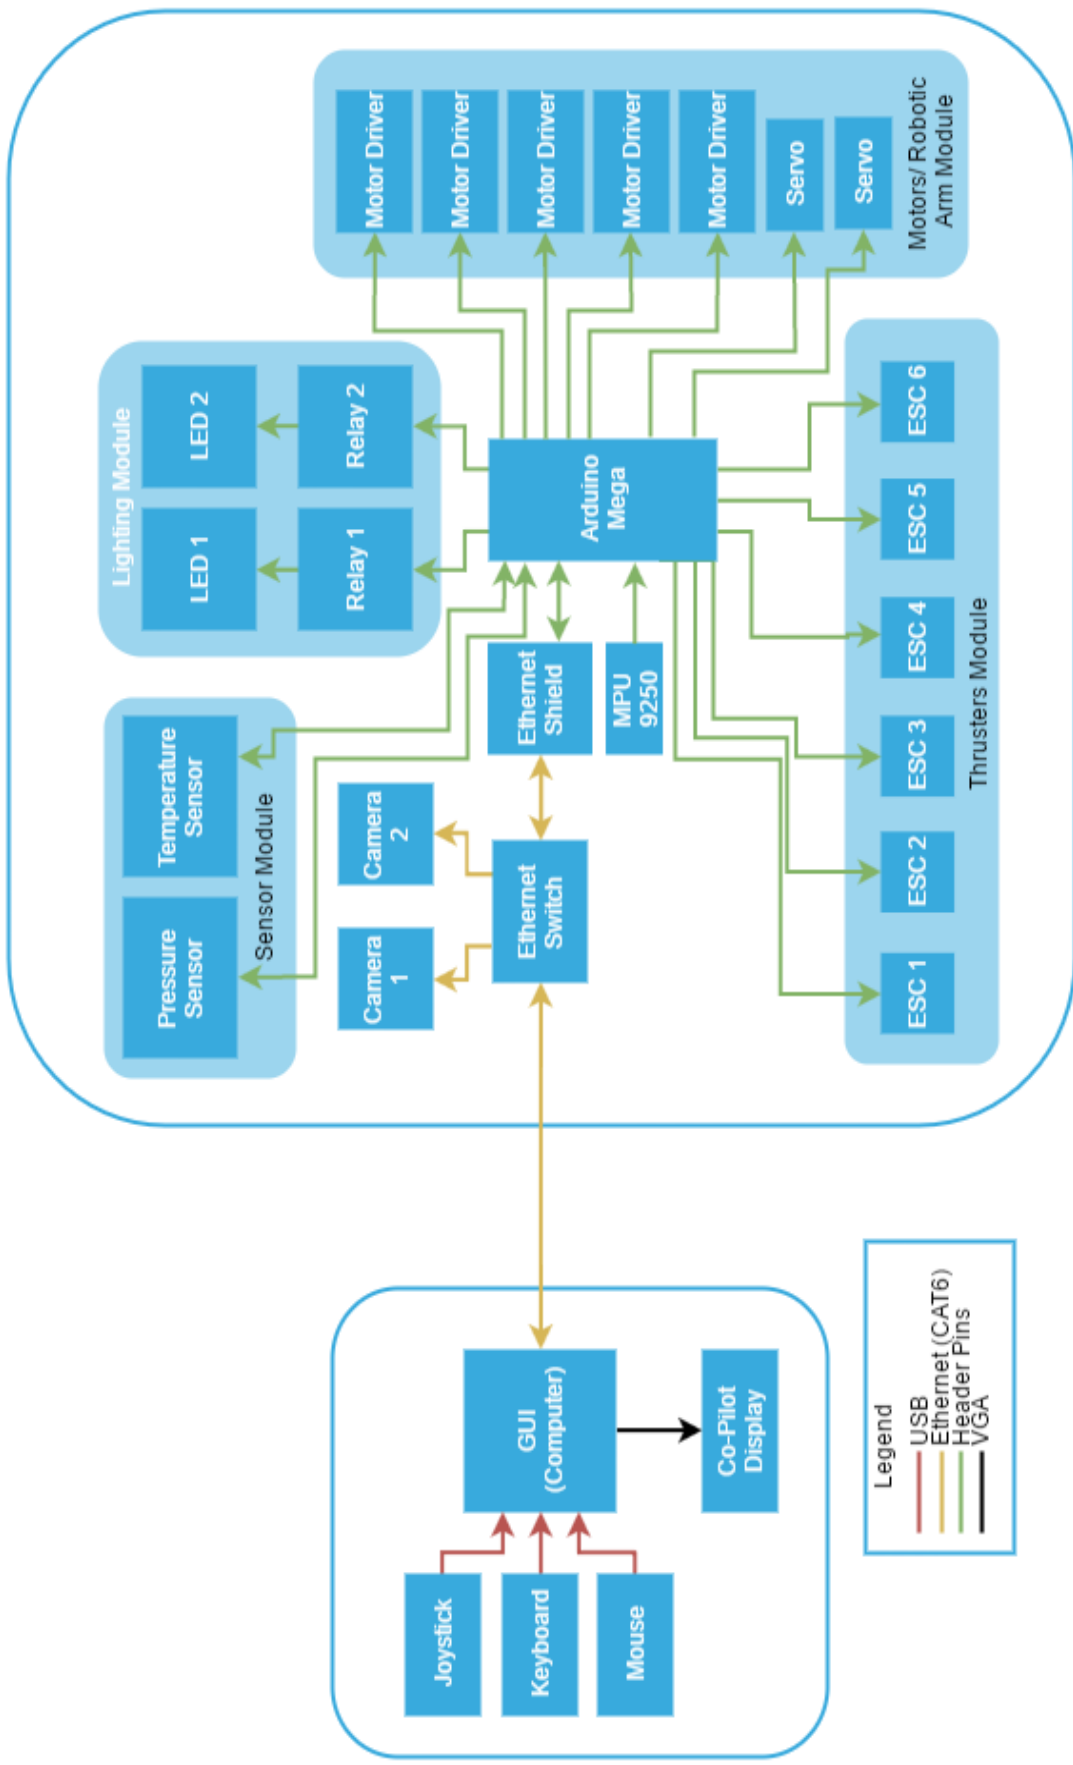 Joystick
Keyboard
Mouse
GUI
(Computer)
Co-Pilot
Display
Legend
USB
Ethernet (CAT6)
Header Pins
VGA
Pressure
Sensor
Temperature
Sensor
Sensor Module
Camera
1
Camera
2
Ethernet
Switch
Ethernet
Shield
MPU
9250
Lighting Module
LED 1
LED 2
Relay 1
Relay 2
Arduino
Mega
Motor Driver
Motor Driver
Motor Driver
Motor Driver
Motor Driver
Servo
Servo
Motors/ Robotic
Arm Module
ESC 1
ESC 2
ESC 3
ESC 4
ESC 5
ESC 6
Thrusters Module